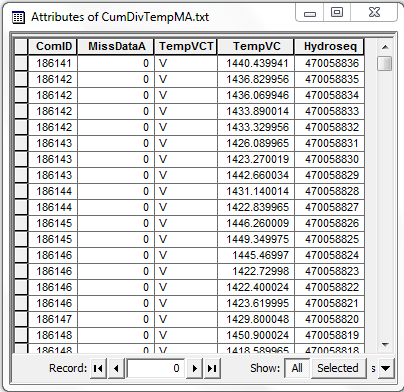 Attributes of CumDivTempMA.txt
ComID MissDataA TempVCT TempVC Hydroseq
186141 0 V 1440.439941 470058836
186142 0 V 1436.829956 470058835
186142 0 V 1436.069946 470058834
186142 0 V 1433.890014 470058833
186142 0 V 1433.329956 470058832
186143 0 V 1426.089965 470058831
186143 0 V 1423.270019 470058830
186143 0 V 1442.660034 470058829
186144 0 V 1431.140014 470058828
186144 0 V 1422.839965 470058827
186145 0 V 1446.260009 470058826
186145 0 V 1449.349975 470058825
186146 0 V 1445.46997 470058824
186146 0 V 1422.72998 470058823
186146 0 V 1422.400024 470058822
186146 0 V 1423.619995 470058821
186147 0 V 1429.800048 470058820
186148 0 V 1450.900024 470058819
186148 0 V 1418.589965 470058818
Record: 0 Show: All Selected s